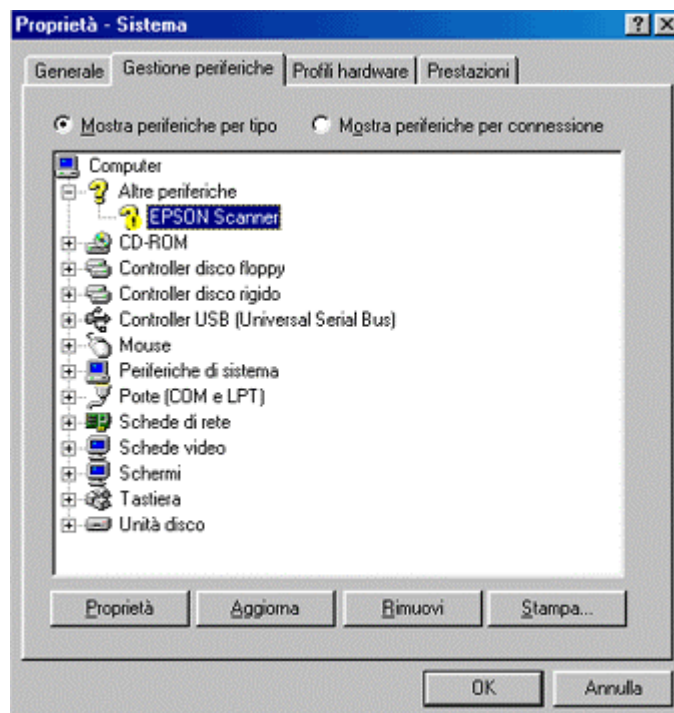 Proprietà - Sistema
Generale Gestione periferiche Profili hardware Prestazioni
Mostra periferiche per tipo Mostra periferiche per connessione
Computer
Altre periferiche
EPSON Scanner
CD-ROM
Controller disco floppy
Controller disco rigido
Controller USB (Universal Serial Bus)
Mouse
Periferiche di sistema
Porte (COM e LPT)
Schede di rete
Schede video
Schermi
Tastiera
Unità disco
Proprietà Aggiorna Rimuovi Stampa...
OK Annulla